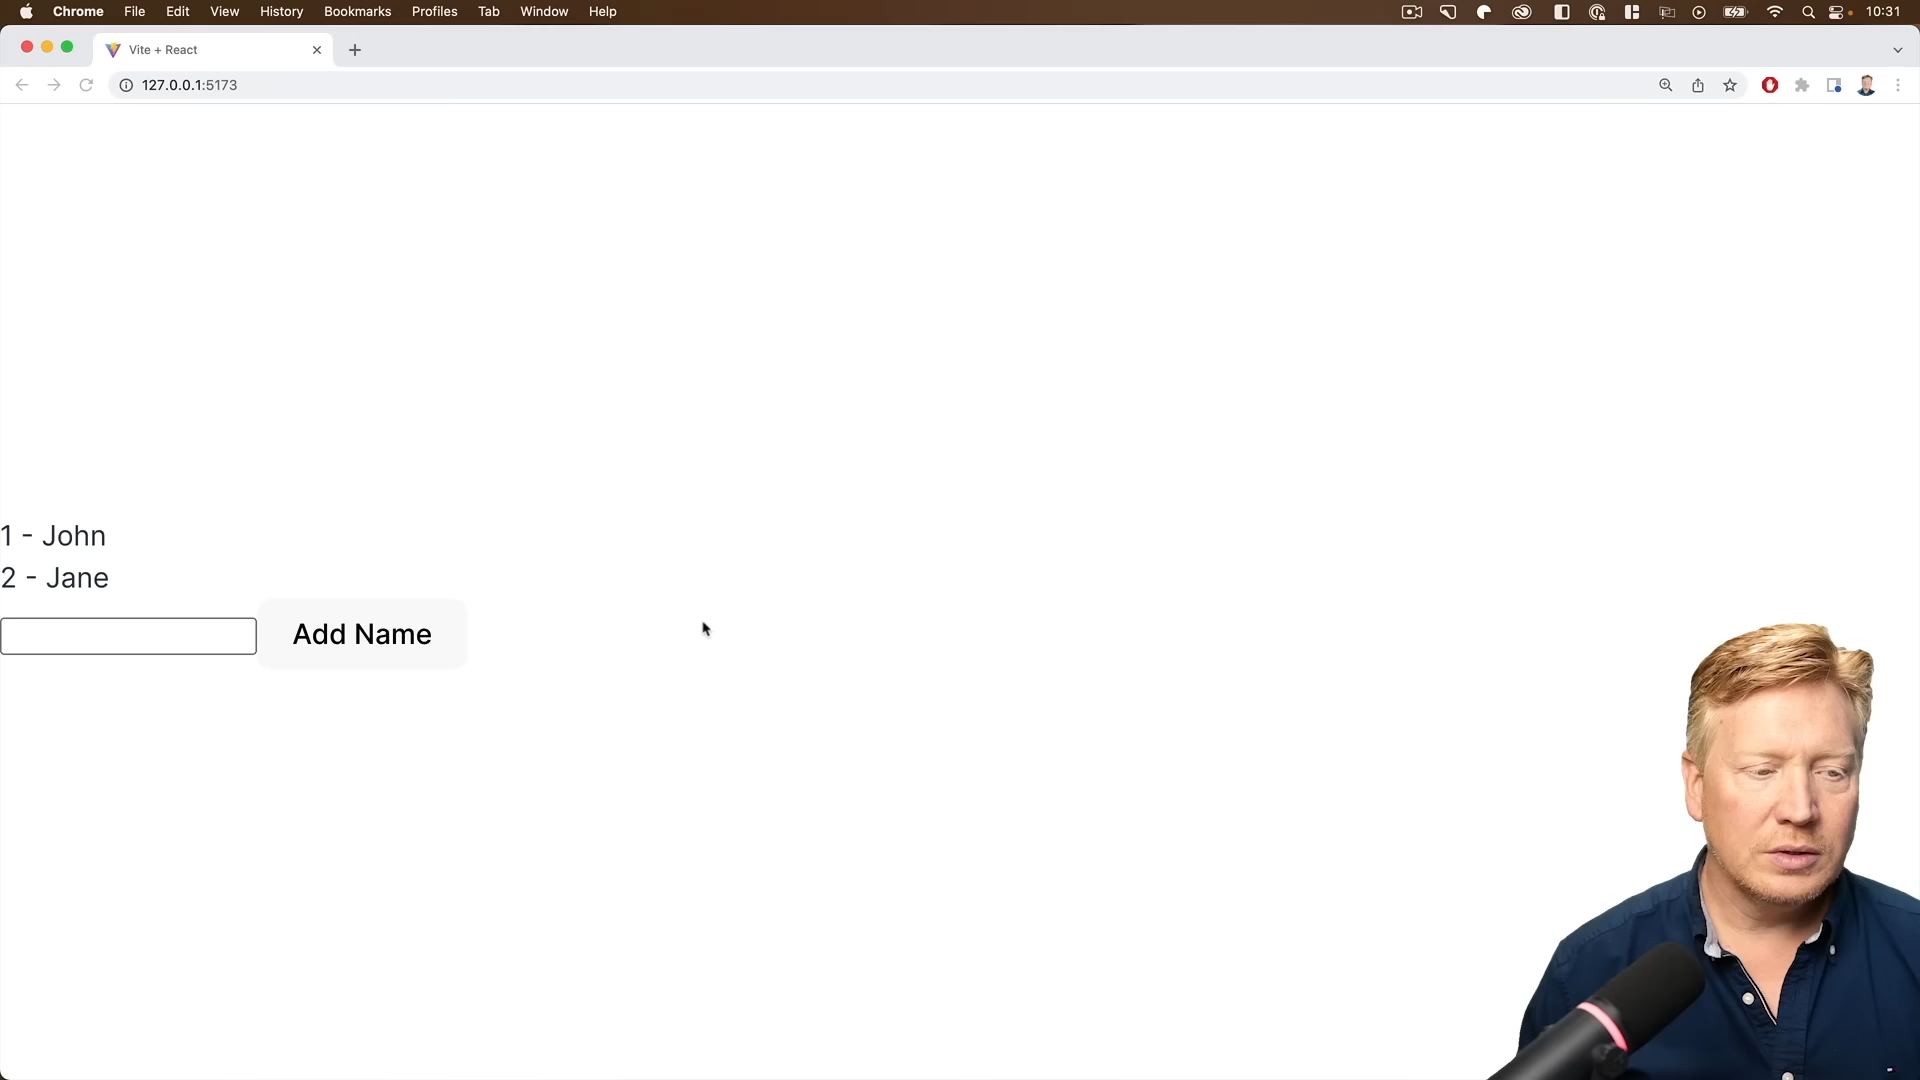 Chrome File Edit View History Bookmarks Profiles Tab Window Help 10:31
Vite + React
127.0.0.1:5173
1 - John
2 - Jane
Add Name